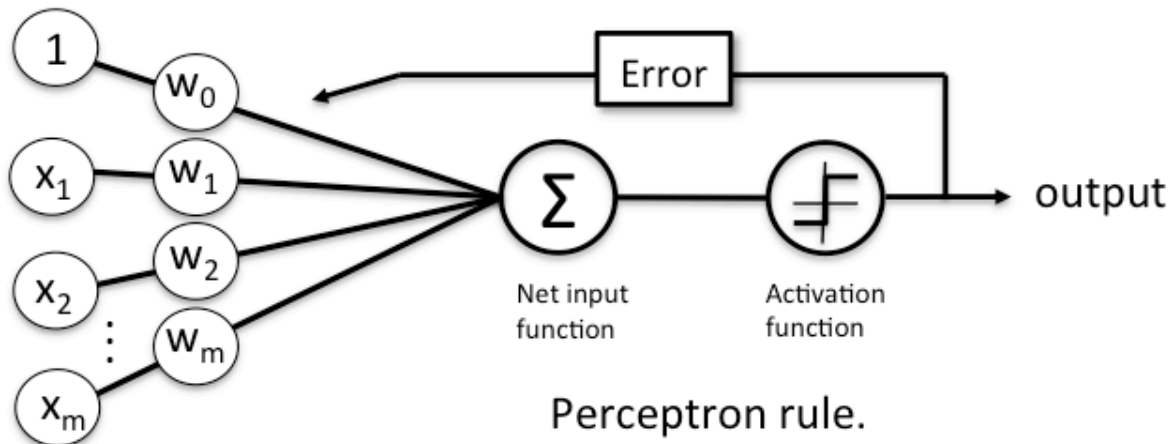 1
w₀
Error
x₁
w₁
Σ
output
x₂
w₂
⋮
wₘ
xₘ
Net input
function
Activation
function
Perceptron rule.